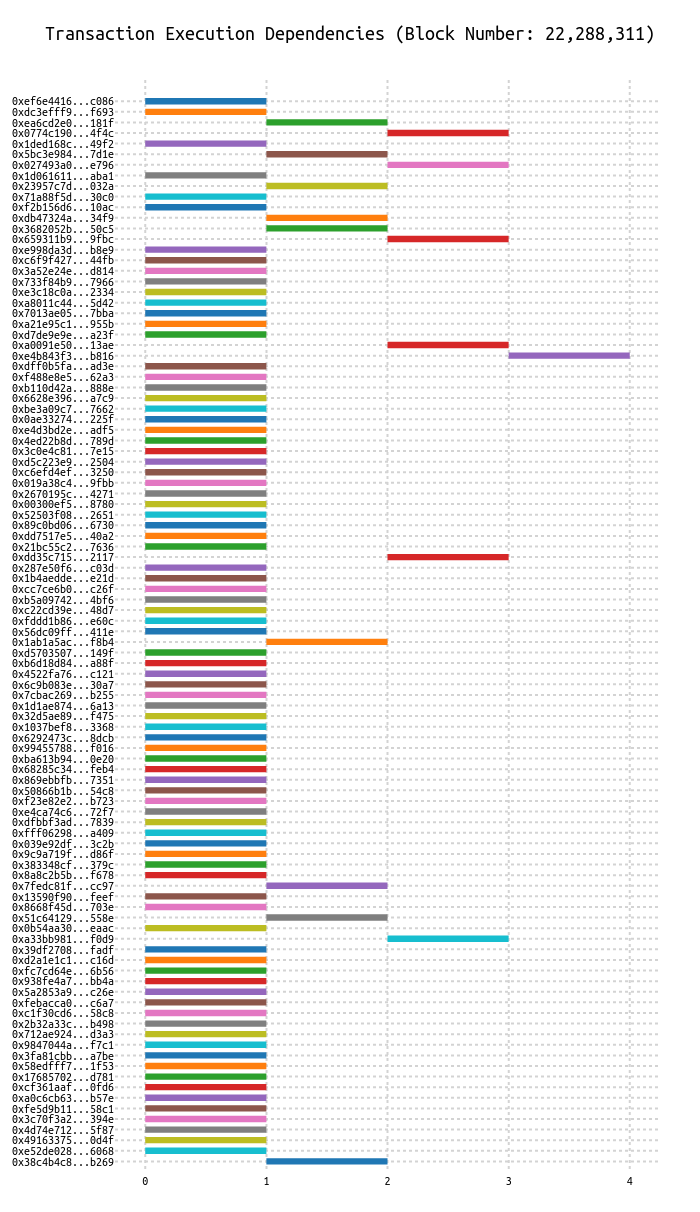 Transaction Execution Dependencies (Block Number: 22,288,311)
0xef6e4416...c086
0xdc3efff9...f693
0xea6cd2e0...181f
0x0774c190...4f4c
0x1ded168c...49f2
0x5bc3e984...7d1e
0x027493a0...e796
0x1d061611...aba1
0x23957c7d...032a
0x71a88f5d...30c0
0xf2b156d6...10ac
0xdb47324a...34f9
0x3682052b...50c5
0x659311b9...9fbc
0xe998da3d...b8e9
0xc6f9f427...44fb
0x3a52e24e...d814
0x733f84b9...7966
0xe3c18c0a...2334
0xa8011c44...5d42
0x7013ae05...7bba
0xa21e95c1...955b
0xd7de9e9e...a23f
0xa0091e50...13ae
0xe4b843f3...b816
0xdff0b5fa...ad3e
0xf488e8e5...62a3
0xb110d42a...888e
0x6628e396...a7c9
0xbe3a09c7...7662
0x0ae33274...225f
0xe4d3bd2e...adf5
0x4ed22b8d...789d
0x3c0e4c81...7e15
0xd5c223e9...2504
0xc6efd4ef...3250
0x019a38c4...9fbb
0x2670195c...4271
0x00300ef5...8780
0x52503f08...2651
0x89c0bd06...6730
0xdd7517e5...40a2
0x21bc55c2...7636
0xdd35c715...2117
0x287e50f6...c03d
0x1b4aedde...e21d
0xcc7ce6b0...c26f
0xb5a09742...4bf6
0xc22cd39e...48d7
0xfddd1b86...e60c
0x56dc09ff...411e
0x1ab1a5ac...f8b4
0xd5703507...149f
0xb6d18d84...a88f
0x4522fa76...c121
0x6c9b083e...30a7
0x7cbac269...b255
0x1d1ae874...6a13
0x32d5ae89...f475
0x1037bef8...3368
0x6292473c...8dcb
0x99455788...f016
0xba613b94...0e20
0x68285c34...feb4
0x869ebbfb...7351
0x50866b1b...54c8
0xf23e82e2...b723
0xe4ca74c6...72f7
0xdfbbf3ad...7839
0xfff06298...a409
0x039e92df...3c2b
0x9c9a719f...d86f
0x383348cf...379c
0x8a8c2b5b...f678
0x7fedc81f...cc97
0x13590f90...feef
0x8668f45d...703e
0x51c64129...558e
0x0b54aa30...eaac
0xa33bb981...f0d9
0x39df2708...fadf
0xd2a1e1c1...c16d
0xfc7cd64e...6b56
0x938fe4a7...bb4a
0x5a2853a9...c26e
0xfebacca0...c6a7
0xc1f30cd6...58c8
0x2b32a33c...b498
0x712ae924...d3a3
0x9847044a...f7c1
0x3fa81cbb...a7be
0x58edfff7...1f53
0x17685702...d781
0xcf361aaf...0fd6
0xa0c6cb63...b57e
0xfe5d9b11...58c1
0x3c70f3a2...394e
0x4d74e712...5f87
0x49163375...0d4f
0xe52de028...6068
0x38c4b4c8...b269
0 1 2 3 4